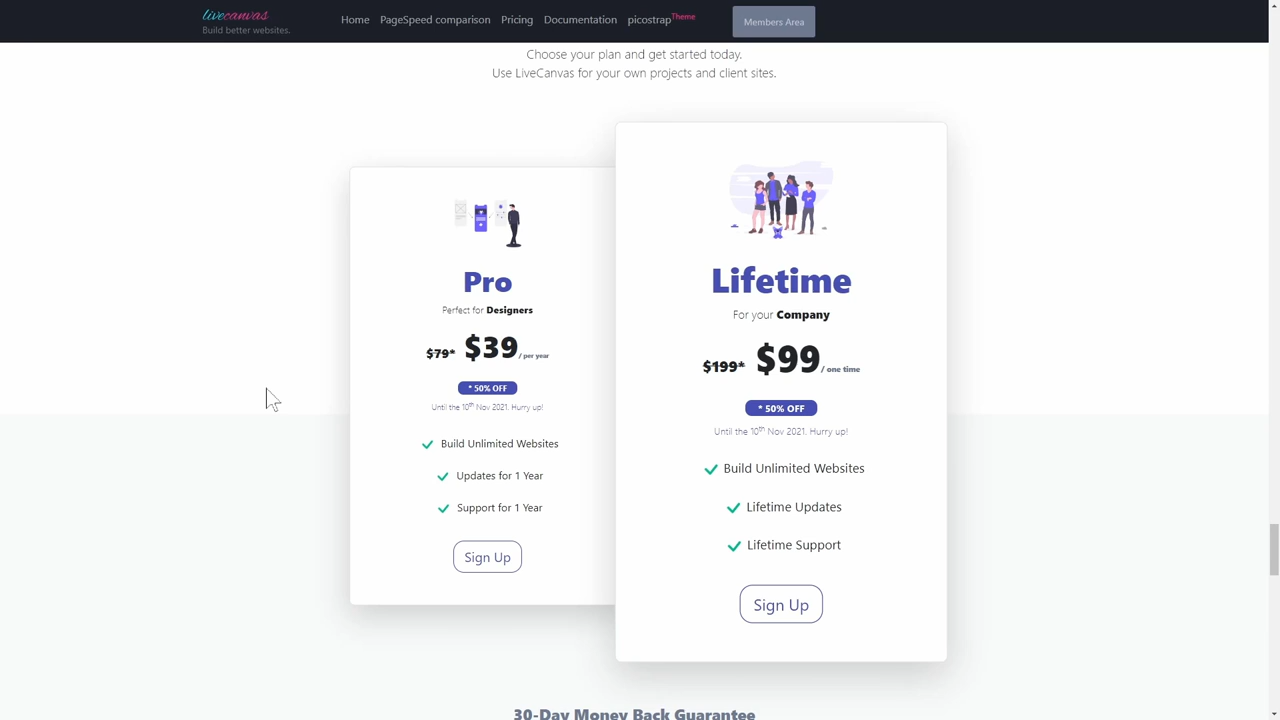 livecanvas
Build better websites.
Home PageSpeed comparison Pricing Documentation picostrapTheme Members Area
Choose your plan and get started today.
Use LiveCanvas for your own projects and client sites.
Pro
Perfect for Designers
$79* $39 / per year
* 50% OFF
Until the 10th Nov 2021. Hurry up!
Build Unlimited Websites
Updates for 1 Year
Support for 1 Year
Sign Up
Lifetime
For your Company
$199* $99 / one time
* 50% OFF
Until the 10th Nov 2021. Hurry up!
Build Unlimited Websites
Lifetime Updates
Lifetime Support
Sign Up
30-Day Money Back Guarantee